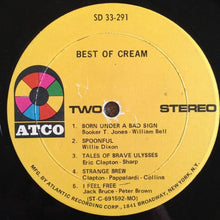 SD 33-291
BEST OF CREAM
TWO
STEREO
ATCO
1. BORN UNDER A BAD SIGN
Booker T. Jones - William Bell
2. SPOONFUL
Willie Dixon
3. TALES OF BRAVE ULYSSES
Eric Clapton - Sharp
4. STRANGE BREW
Clapton - Pappalardi - Collins
5. I FEEL FREE
Jack Bruce - Peter Brown
(ST-C-691592-MO)
MFG. BY ATLANTIC RECORDING CORP., 1841 BROADWAY, NEW YORK, N.Y.